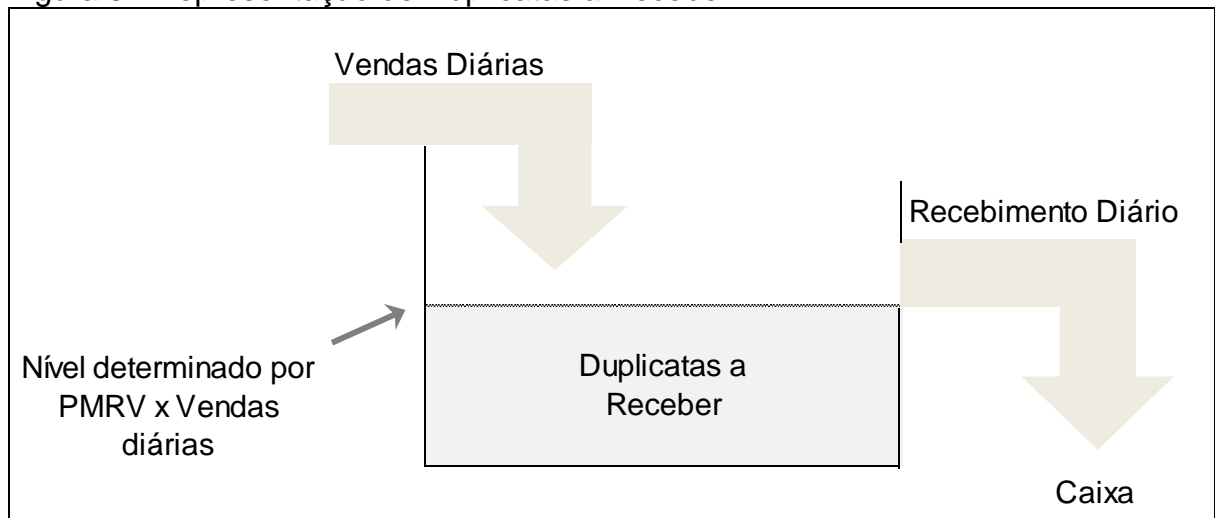 Vendas Diárias
Recebimento Diário
Nível determinado por
PMRV x Vendas
diárias
Duplicatas a
Receber
Caixa